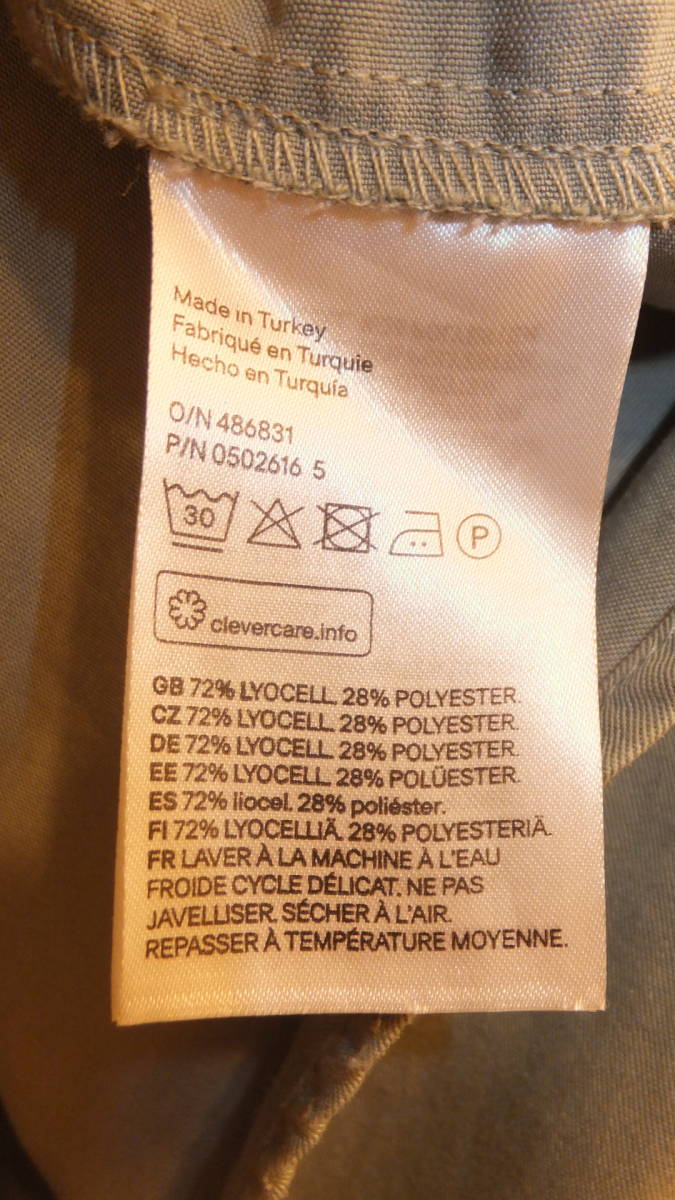 Made in Turkey
Fabriqué en Turquie
Hecho en Turquía
O/N 486831
P/N 0502616 5
30
P
clevercare.info
GB 72% LYOCELL. 28% POLYESTER.
CZ 72% LYOCELL. 28% POLYESTER.
DE 72% LYOCELL. 28% POLYESTER.
EE 72% LYOCELL. 28% POLÜESTER.
ES 72% liocel. 28% poliéster.
FI 72% LYOCELLIÄ. 28% POLYESTERIÄ.
FR LAVER À LA MACHINE À L'EAU
FROIDE CYCLE DÉLICAT. NE PAS
JAVELLISER. SÉCHER À L'AIR.
REPASSER À TEMPÉRATURE MOYENNE.